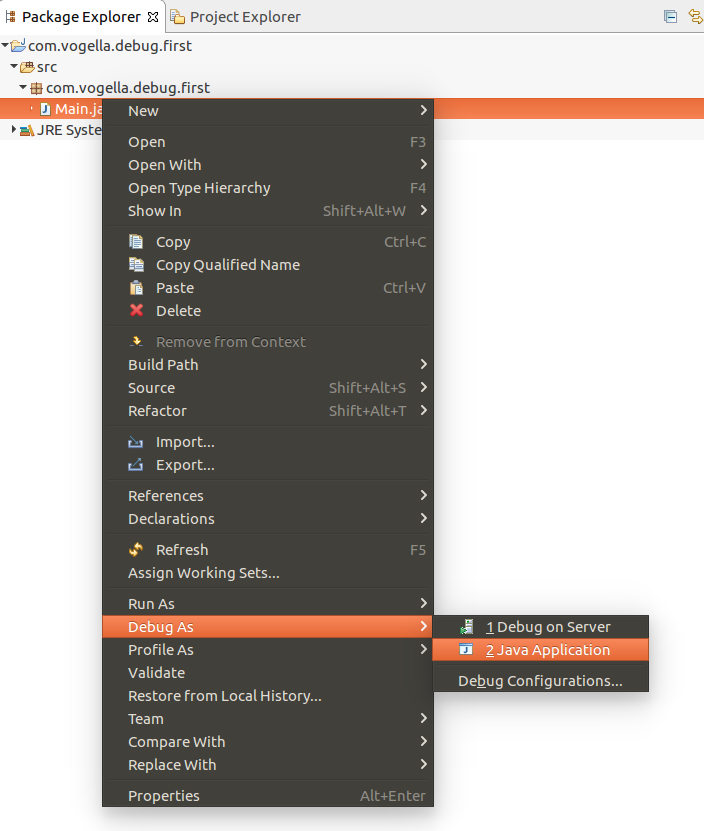 Package Explorer Project Explorer
com.vogella.debug.first
src
com.vogella.debug.first
Main.ja
JRE Syste
New
Open F3
Open With
Open Type Hierarchy F4
Show In Shift+Alt+W
Copy Ctrl+C
Copy Qualified Name
Paste Ctrl+V
Delete
Remove from Context
Build Path
Source Shift+Alt+S
Refactor Shift+Alt+T
Import...
Export...
References
Declarations
Refresh F5
Assign Working Sets...
Run As
Debug As 1 Debug on Server
Profile As 2 Java Application
Validate Debug Configurations...
Restore from Local History...
Team
Compare With
Replace With
Properties Alt+Enter